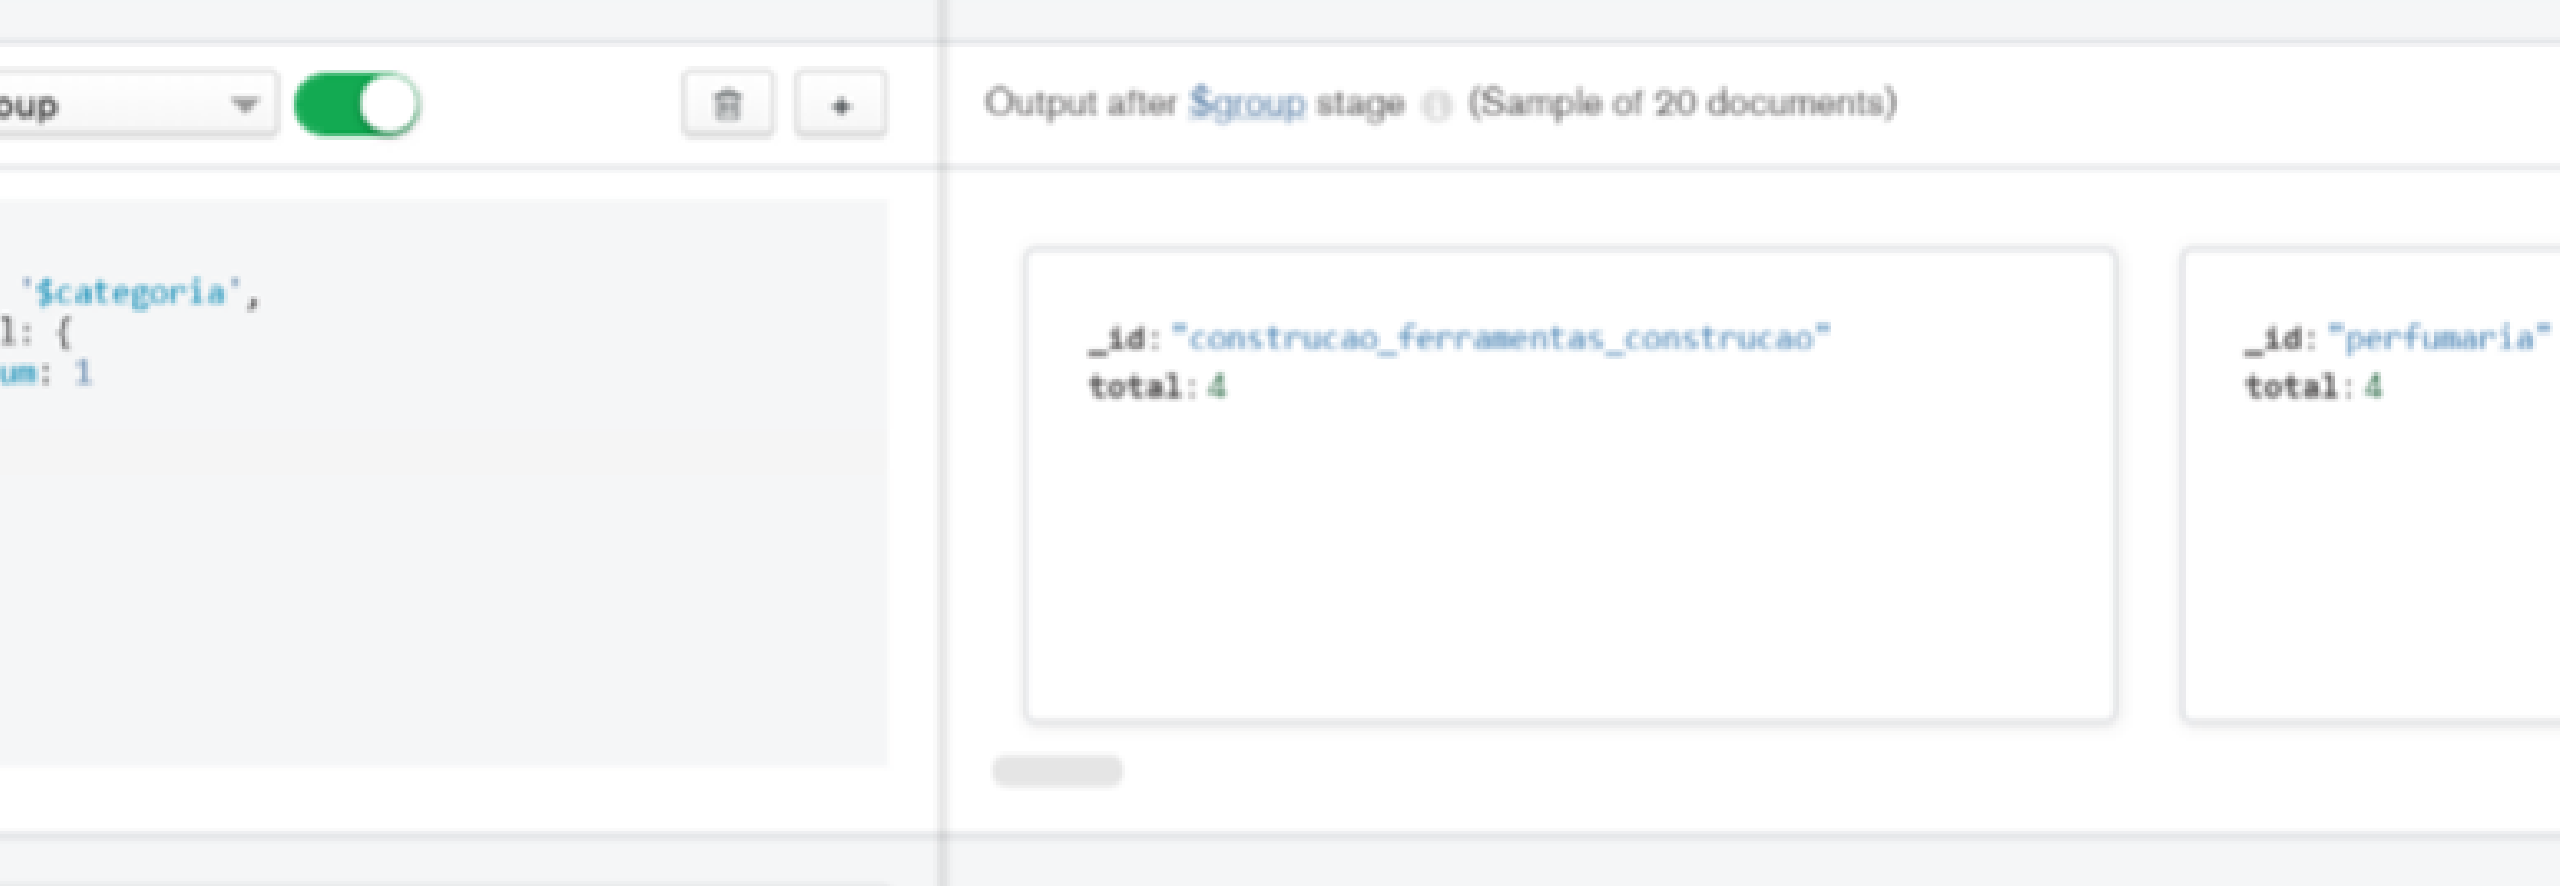 oup
Output after $group stage (Sample of 20 documents)
'$categoria',
l: {
um: 1
_id: "construcao_ferramentas_construcao"
total: 4
_id: "perfumaria"
total: 4